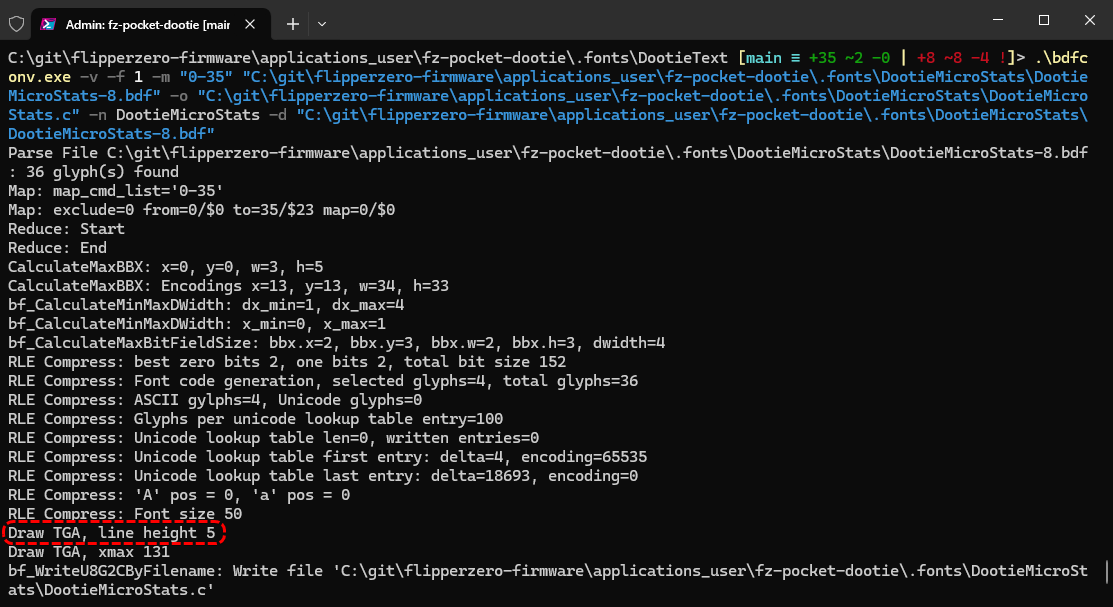 Admin: fz-pocket-dootie [main
C:\git\flipperzero-firmware\applications_user\fz-pocket-dootie\.fonts\DootieText [main ≡ +35 ~2 -0 | +8 ~8 -4 !]> .\bdfc
onv.exe -v -f 1 -m "0-35" "C:\git\flipperzero-firmware\applications_user\fz-pocket-dootie\.fonts\DootieMicroStats\Dootie
MicroStats-8.bdf" -o "C:\git\flipperzero-firmware\applications_user\fz-pocket-dootie\.fonts\DootieMicroStats\DootieMicro
Stats.c" -n DootieMicroStats -d "C:\git\flipperzero-firmware\applications_user\fz-pocket-dootie\.fonts\DootieMicroStats\
DootieMicroStats-8.bdf"
Parse File C:\git\flipperzero-firmware\applications_user\fz-pocket-dootie\.fonts\DootieMicroStats\DootieMicroStats-8.bdf
: 36 glyph(s) found
Map: map_cmd_list='0-35'
Map: exclude=0 from=0/$0 to=35/$23 map=0/$0
Reduce: Start
Reduce: End
CalculateMaxBBX: x=0, y=0, w=3, h=5
CalculateMaxBBX: Encodings x=13, y=13, w=34, h=33
bf_CalculateMinMaxDWidth: dx_min=1, dx_max=4
bf_CalculateMinMaxDWidth: x_min=0, x_max=1
bf_CalculateMaxBitFieldSize: bbx.x=2, bbx.y=3, bbx.w=2, bbx.h=3, dwidth=4
RLE Compress: best zero bits 2, one bits 2, total bit size 152
RLE Compress: Font code generation, selected glyphs=4, total glyphs=36
RLE Compress: ASCII gylphs=4, Unicode glyphs=0
RLE Compress: Glyphs per unicode lookup table entry=100
RLE Compress: Unicode lookup table len=0, written entries=0
RLE Compress: Unicode lookup table first entry: delta=4, encoding=65535
RLE Compress: Unicode lookup table last entry: delta=18693, encoding=0
RLE Compress: 'A' pos = 0, 'a' pos = 0
RLE Compress: Font size 50
Draw TGA, line height 5
Draw TGA, xmax 131
bf_WriteU8G2CByFilename: Write file 'C:\git\flipperzero-firmware\applications_user\fz-pocket-dootie\.fonts\DootieMicroSt
ats\DootieMicroStats.c'